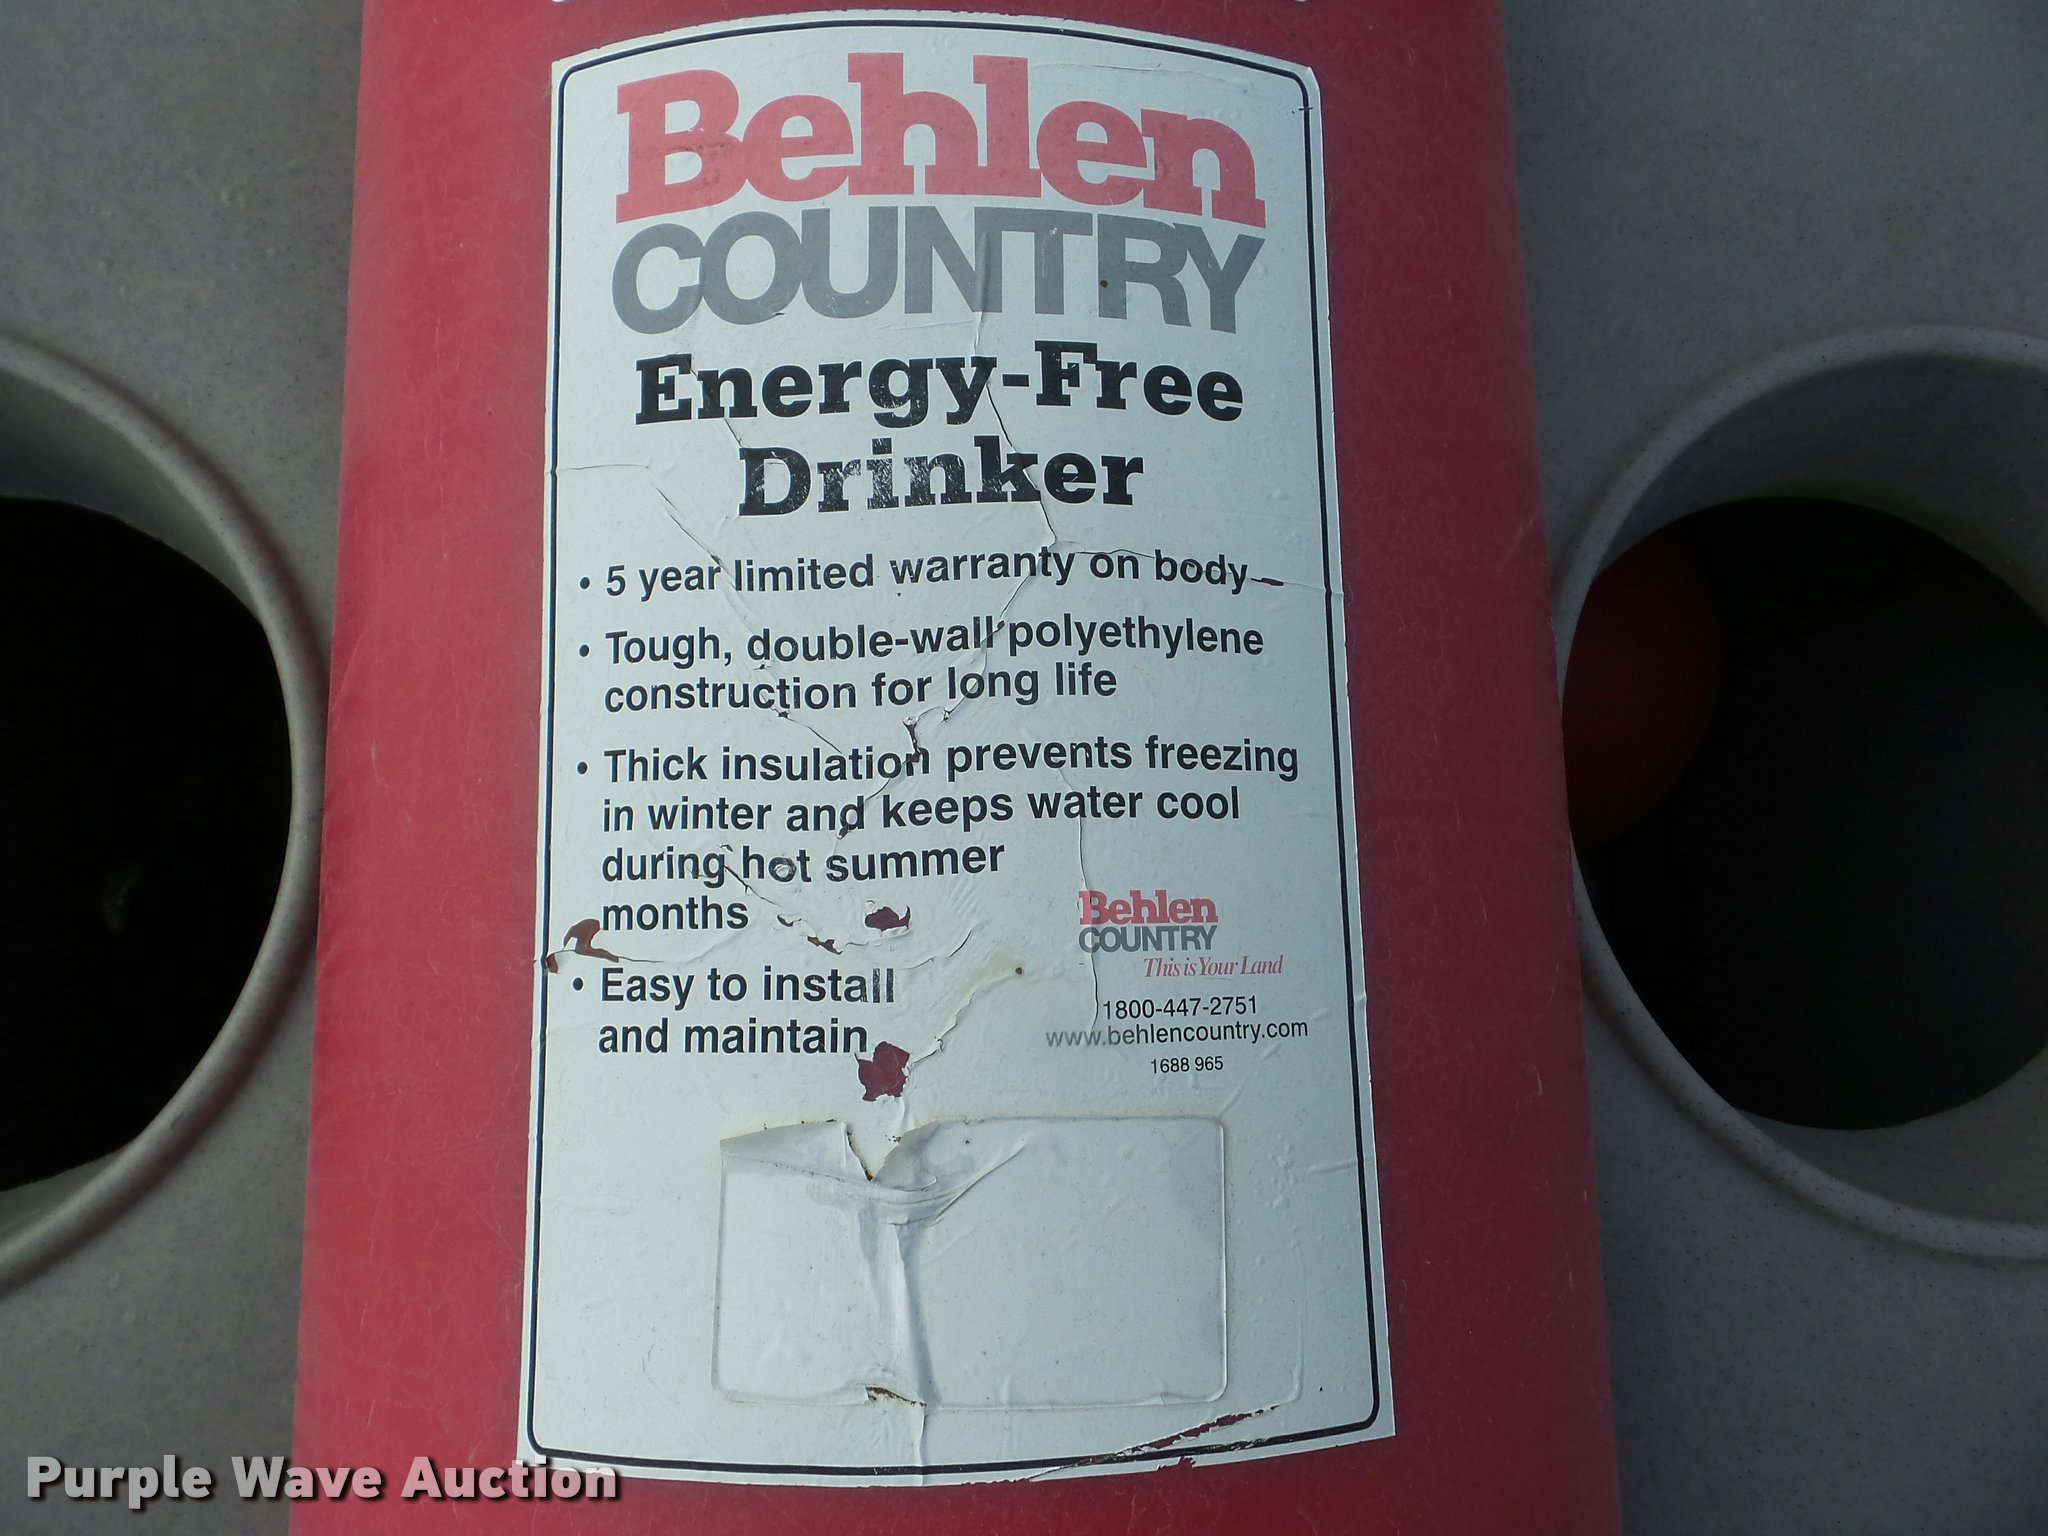 Behlen
COUNTRY
Energy-Free
Drinker
• 5 year limited warranty on body
• Tough, double-wall polyethylene
construction for long life
• Thick insulation prevents freezing
in winter and keeps water cool
during hot summer
months
• Easy to install
and maintain
Behlen
COUNTRY
This is Your Land
1800-447-2751
www.behlencountry.com
1688 965
Purple Wave Auction